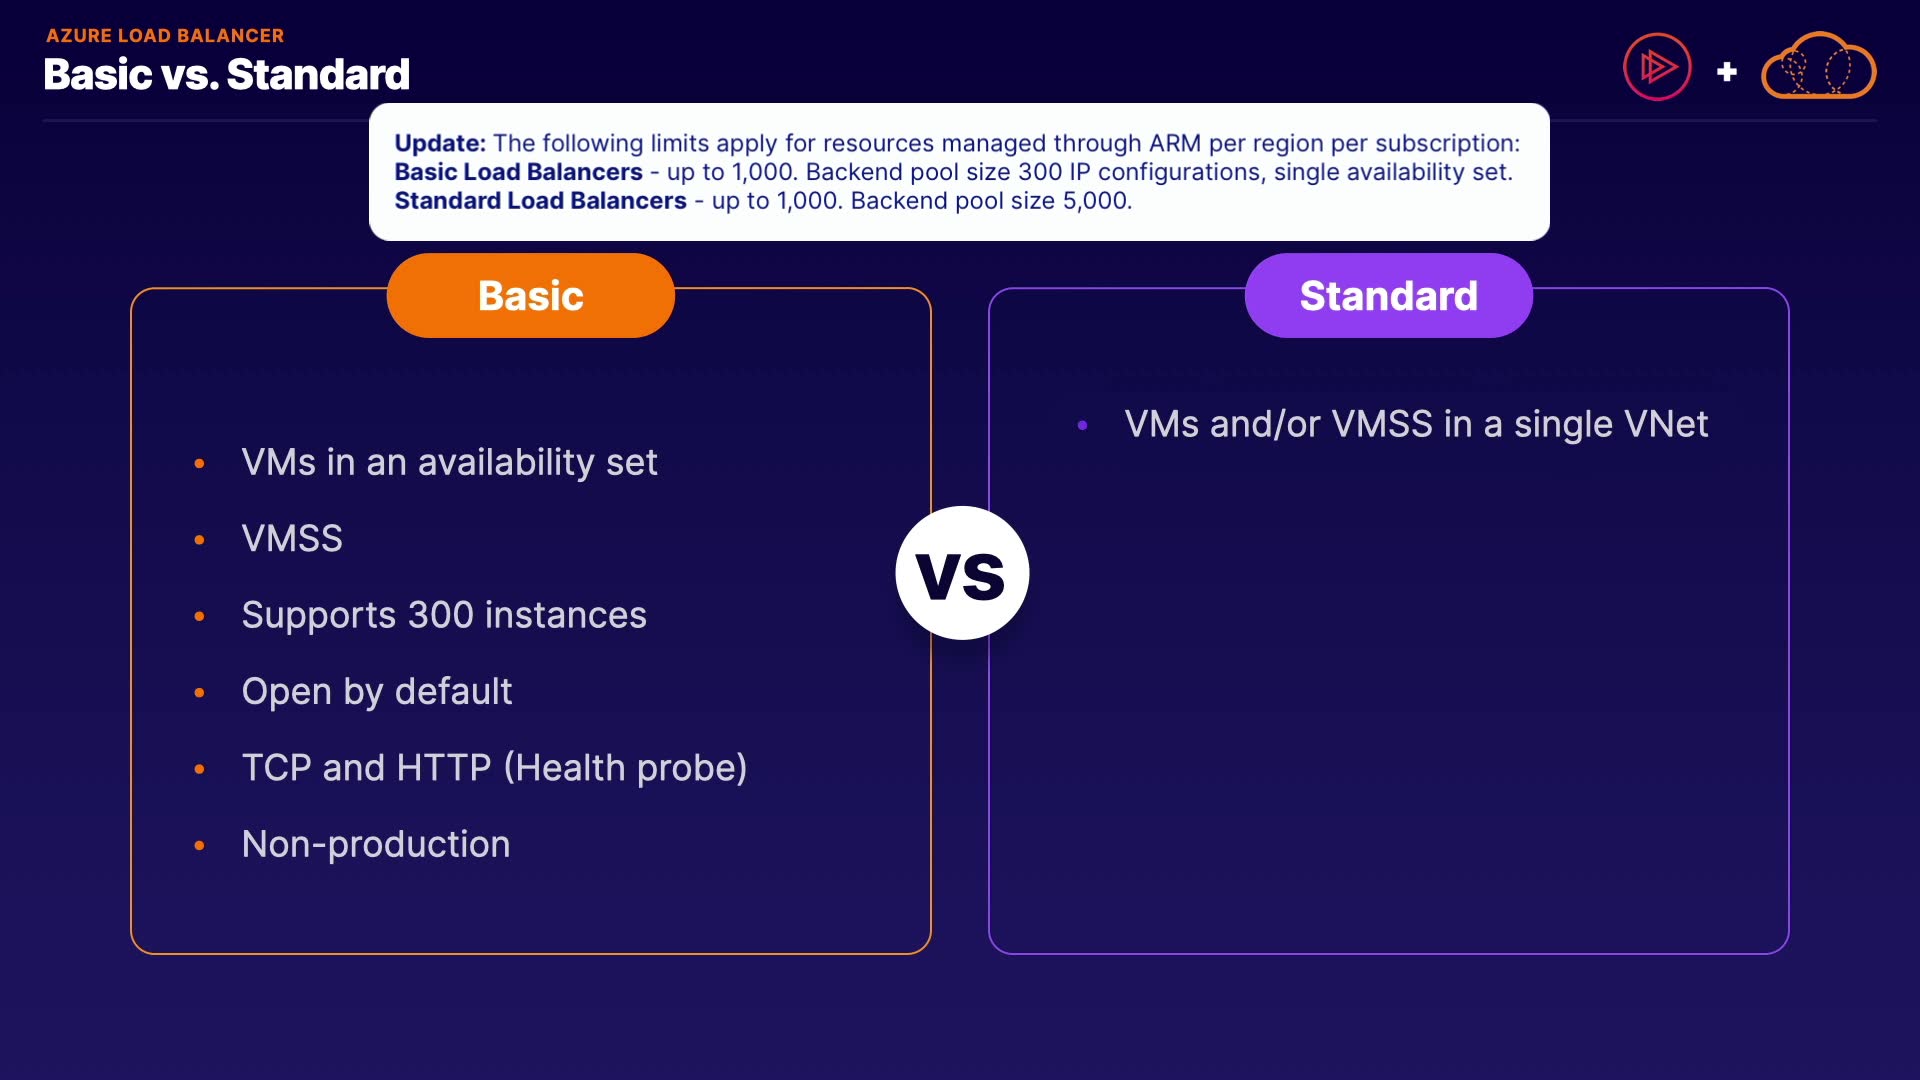 AZURE LOAD BALANCER
Basic vs. Standard
+
Update: The following limits apply for resources managed through ARM per region per subscription:
Basic Load Balancers - up to 1,000. Backend pool size 300 IP configurations, single availability set.
Standard Load Balancers - up to 1,000. Backend pool size 5,000.
Basic
• VMs in an availability set
• VMSS
• Supports 300 instances
• Open by default
• TCP and HTTP (Health probe)
• Non-production
VS
Standard
• VMs and/or VMSS in a single VNet